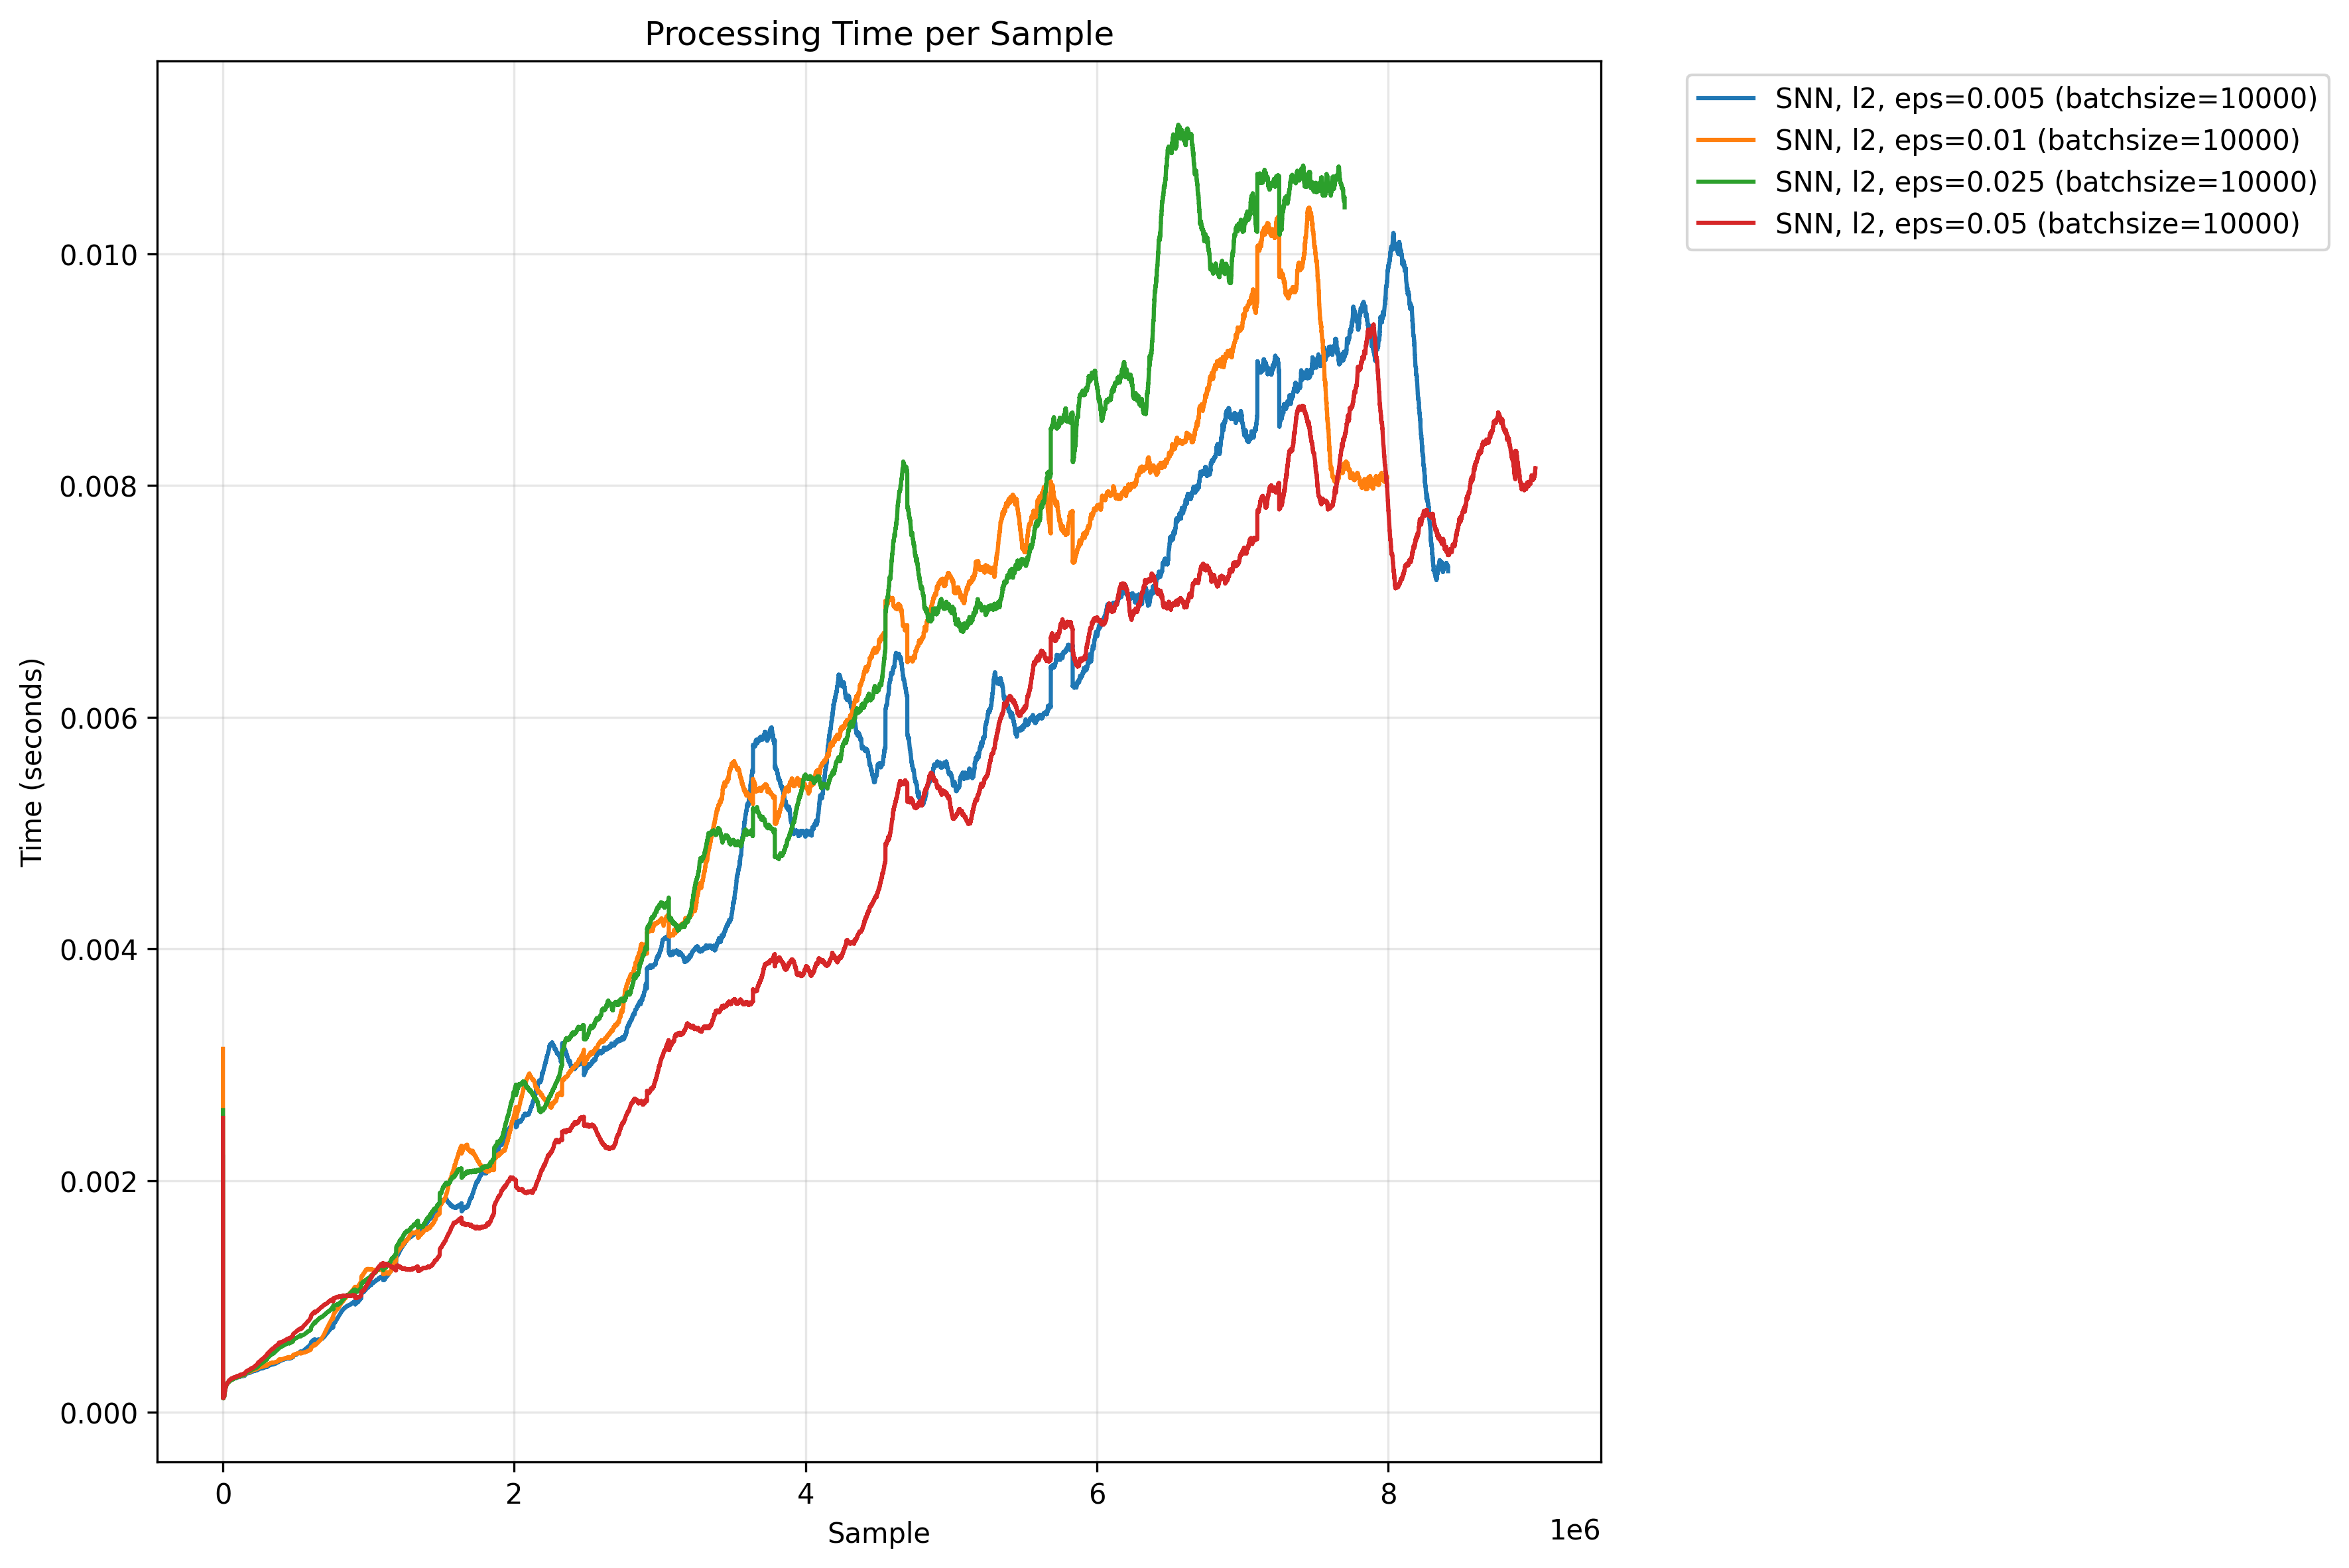 Processing Time per Sample
SNN, l2, eps=0.005 (batchsize=10000)
SNN, l2, eps=0.01 (batchsize=10000)
SNN, l2, eps=0.025 (batchsize=10000)
SNN, l2, eps=0.05 (batchsize=10000)
Time (seconds)
0.010
0.008
0.006
0.004
0.002
0.000
0 2 4 6 8
Sample
1e6